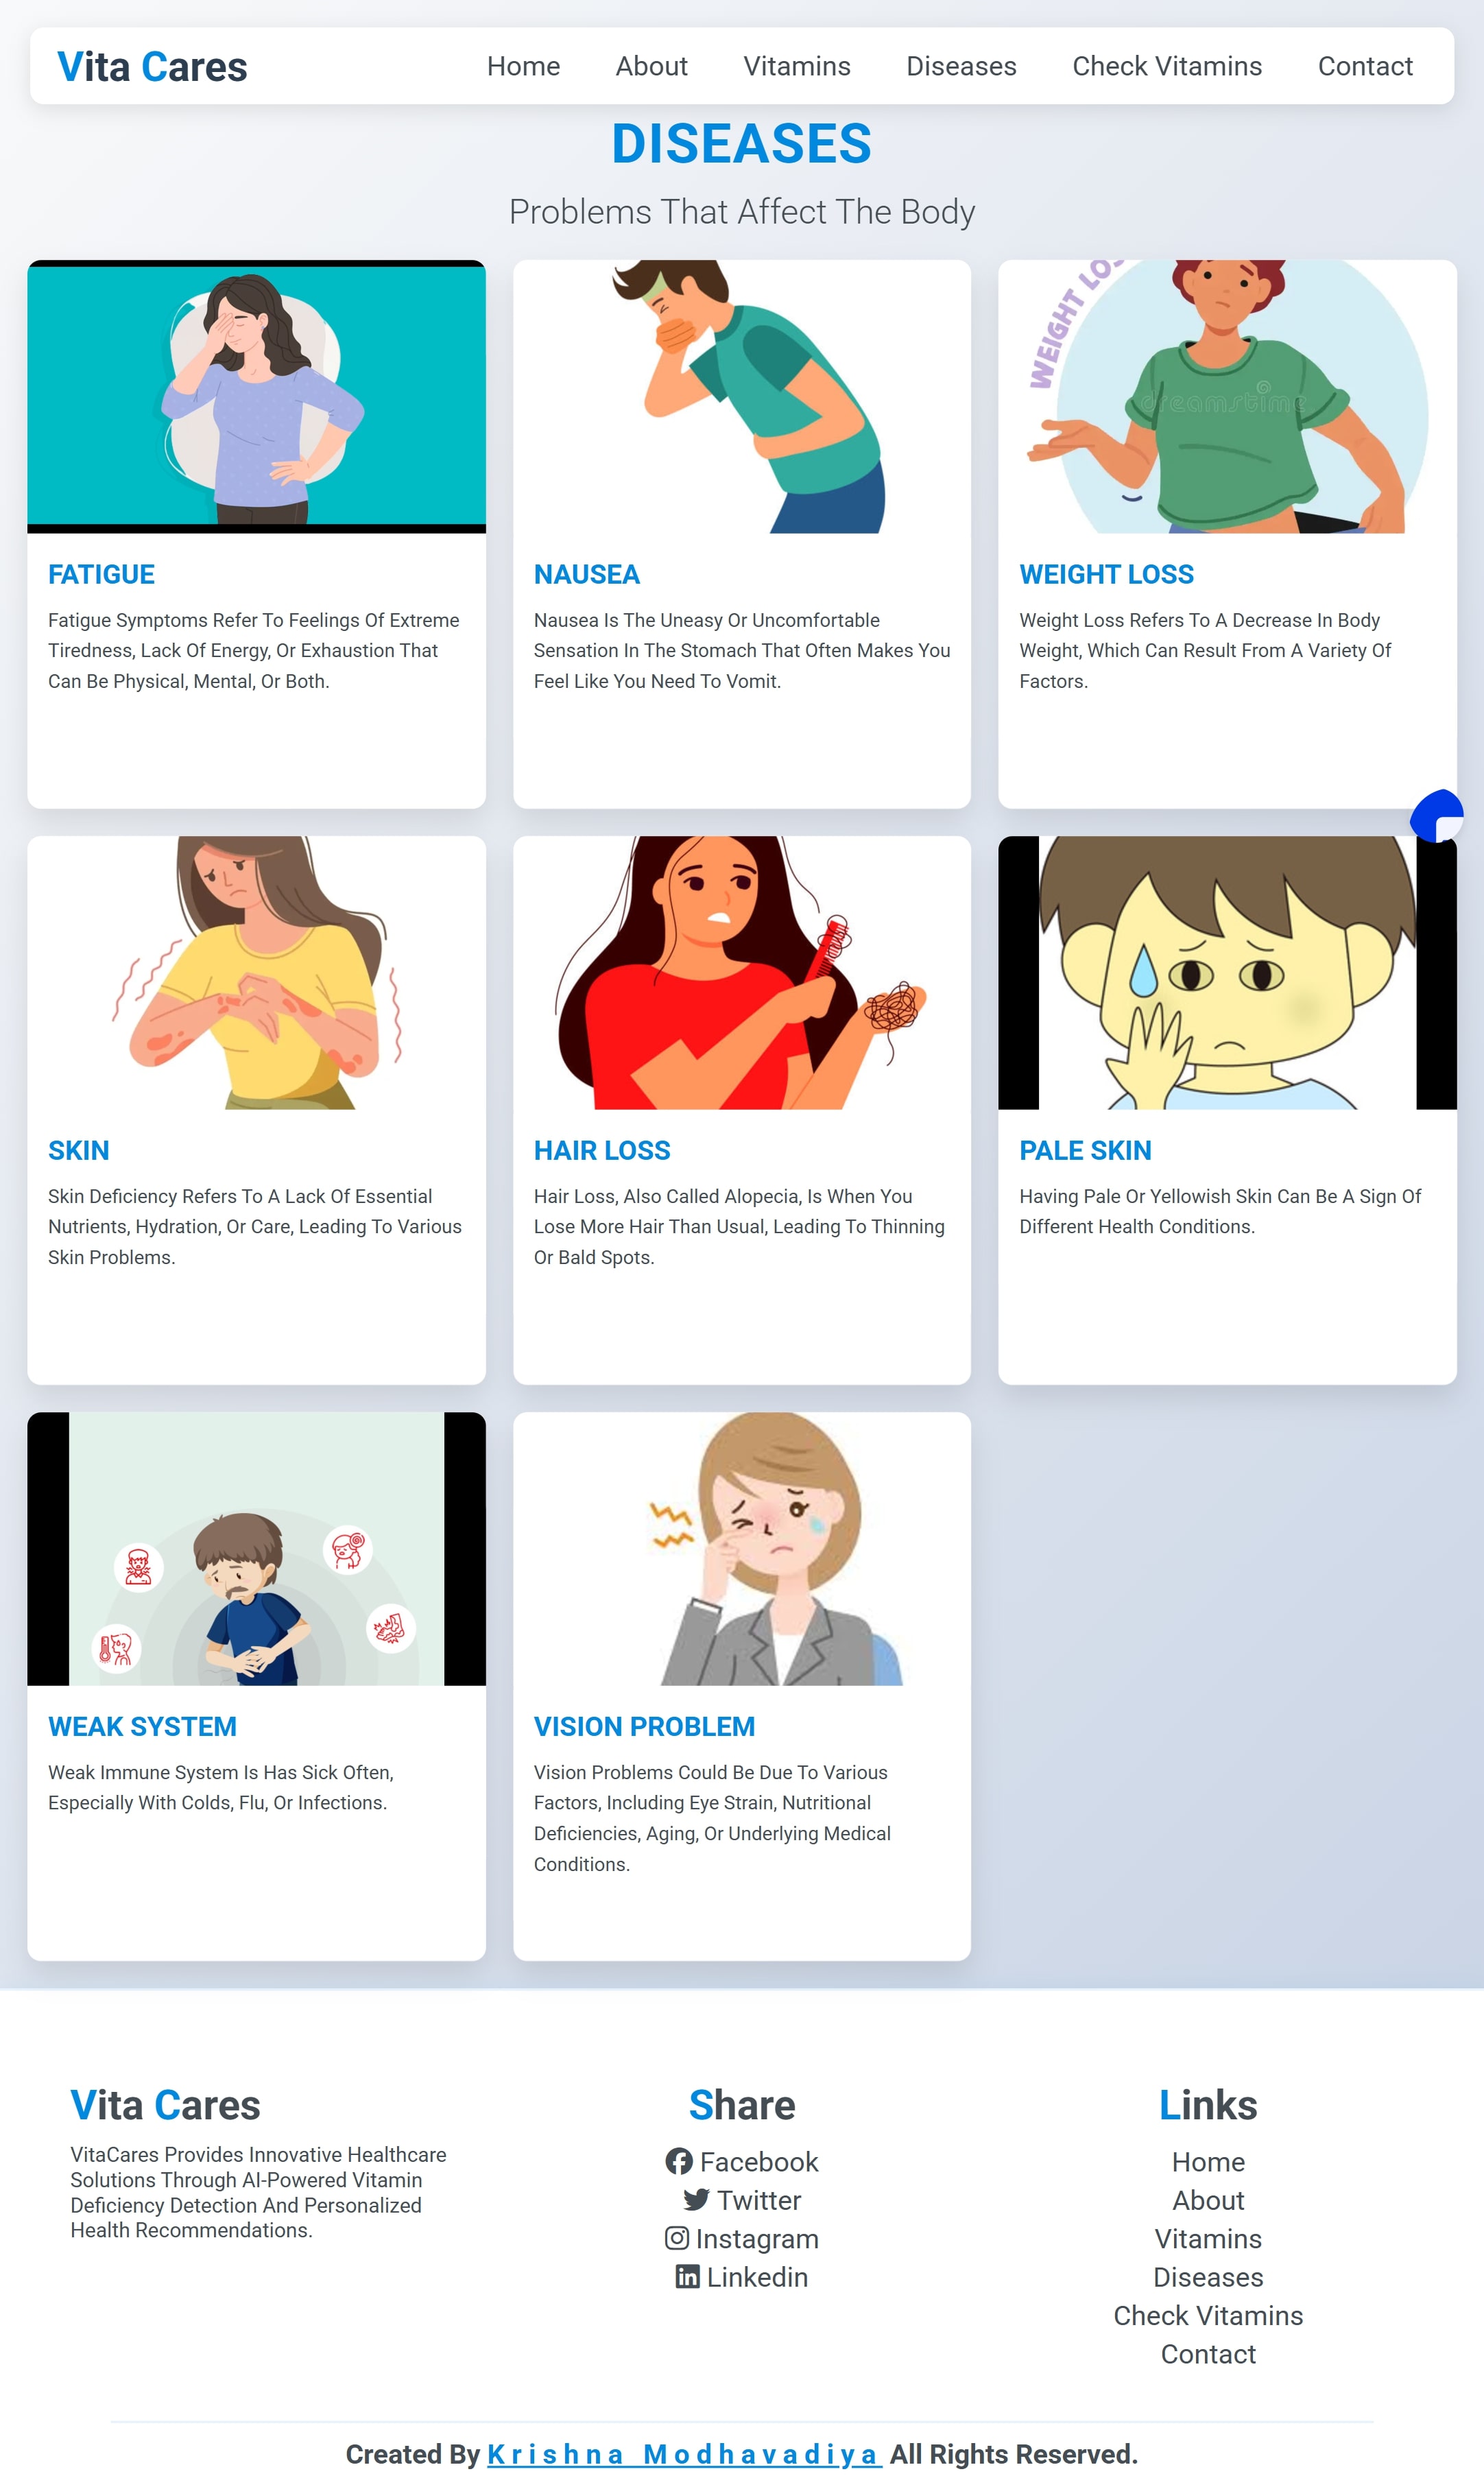 Vita Cares
Home
About
Vitamins
Diseases
Check Vitamins
Contact
DISEASES
Problems That Affect The Body
WEIGHT LOS
dreamstime
FATIGUE
Fatigue Symptoms Refer To Feelings Of Extreme
Tiredness, Lack Of Energy, Or Exhaustion That
Can Be Physical, Mental, Or Both.
NAUSEA
Nausea Is The Uneasy Or Uncomfortable
Sensation In The Stomach That Often Makes You
Feel Like You Need To Vomit.
WEIGHT LOSS
Weight Loss Refers To A Decrease In Body
Weight, Which Can Result From A Variety Of
Factors.
SKIN
Skin Deficiency Refers To A Lack Of Essential
Nutrients, Hydration, Or Care, Leading To Various
Skin Problems.
HAIR LOSS
Hair Loss, Also Called Alopecia, Is When You
Lose More Hair Than Usual, Leading To Thinning
Or Bald Spots.
PALE SKIN
Having Pale Or Yellowish Skin Can Be A Sign Of
Different Health Conditions.
WEAK SYSTEM
Weak Immune System Is Has Sick Often,
Especially With Colds, Flu, Or Infections.
VISION PROBLEM
Vision Problems Could Be Due To Various
Factors, Including Eye Strain, Nutritional
Deficiencies, Aging, Or Underlying Medical
Conditions.
Vita Cares
VitaCares Provides Innovative Healthcare
Solutions Through AI-Powered Vitamin
Deficiency Detection And Personalized
Health Recommendations.
Share
Facebook
Twitter
Instagram
Linkedin
Links
Home
About
Vitamins
Diseases
Check Vitamins
Contact
Created By Krishna Modhavadiya All Rights Reserved.